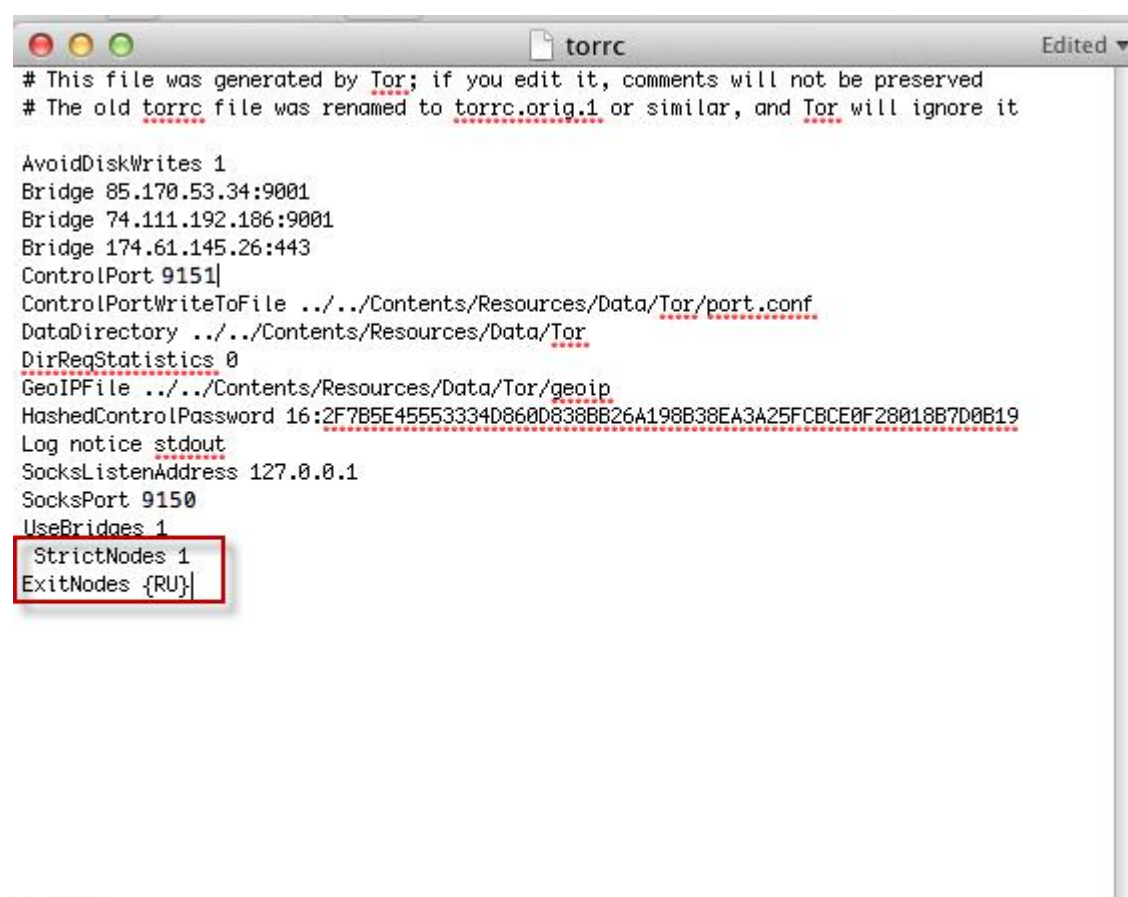 torrc
Edited
# This file was generated by Tor; if you edit it, comments will not be preserved
# The old torrc file was renamed to torrc.orig.1 or similar, and Tor will ignore it
AvoidDiskWrites 1
Bridge 85.170.53.34:9001
Bridge 74.111.192.186:9001
Bridge 174.61.145.26:443
ControlPort 9151
ControlPortWriteToFile ../../Contents/Resources/Data/Tor/port.conf
DataDirectory ../../Contents/Resources/Data/Tor
DirReqStatistics 0
GeoIPFile ../../Contents/Resources/Data/Tor/geoip
HashedControlPassword 16:2F7B5E45553334D860D838BB26A198B38EA3A25FCBCE0F28018B7D0B19
Log notice stdout
SocksListenAddress 127.0.0.1
SocksPort 9150
UseBridges 1
StrictNodes 1
ExitNodes {RU}